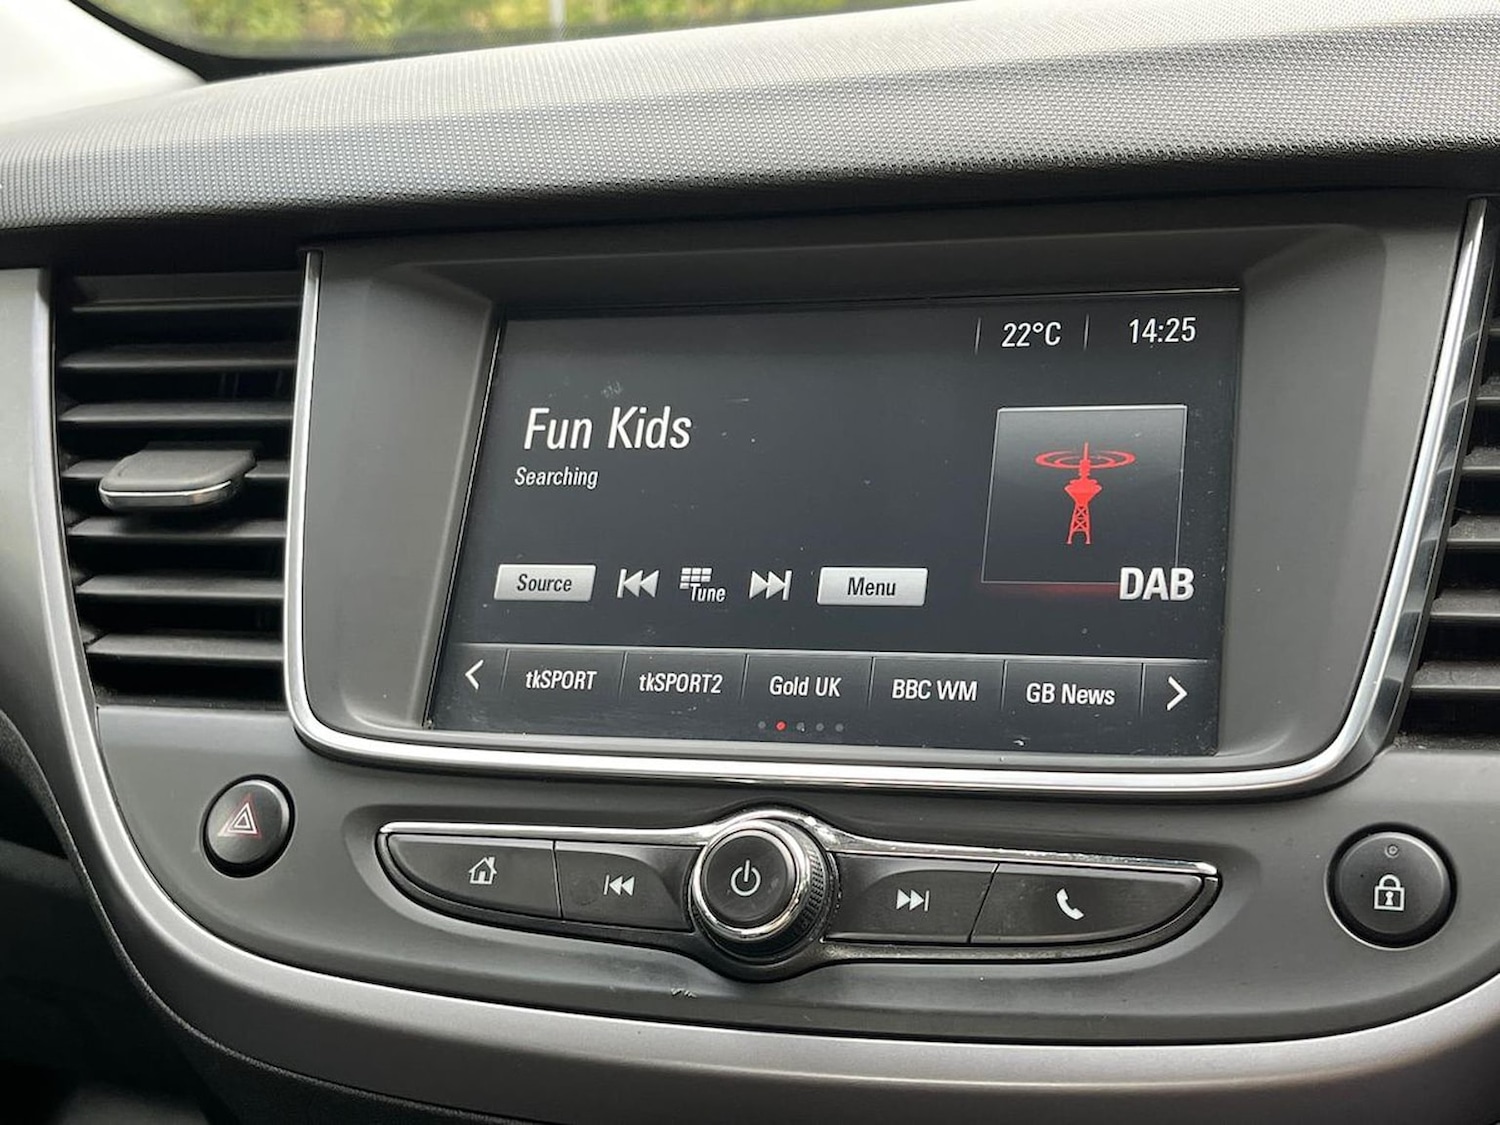 22°C 14:25
Fun Kids
Searching
Source Tune Menu
DAB
tkSPORT tkSPORT2 Gold UK BBC WM GB News